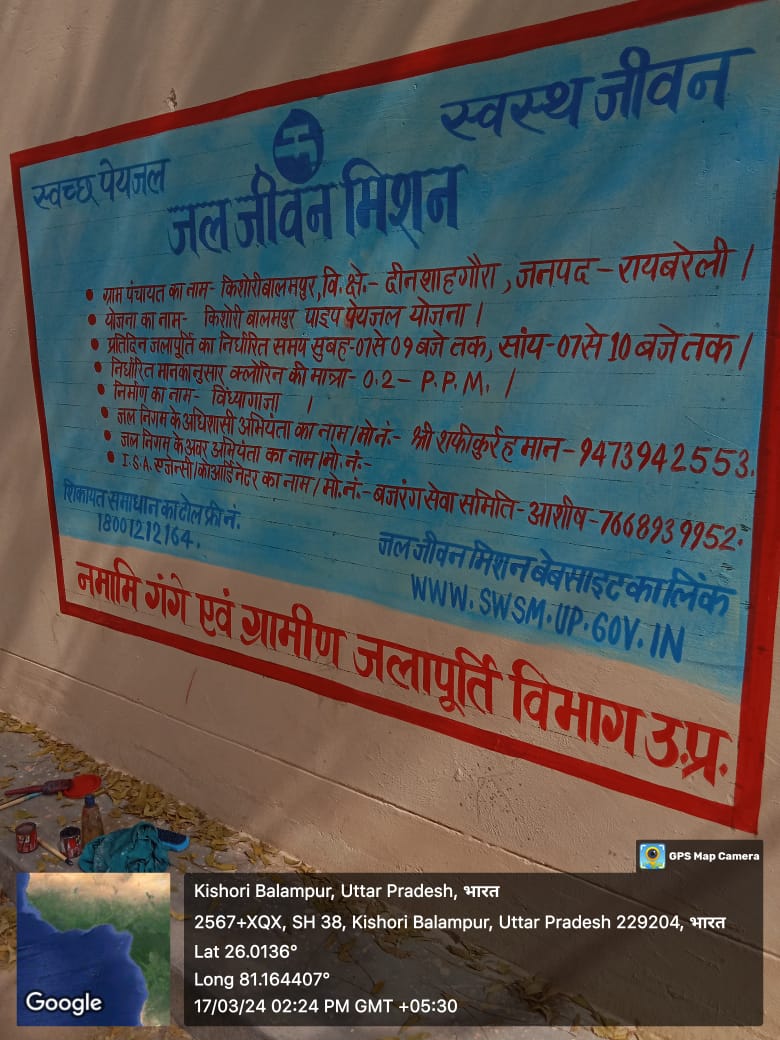 स्वस्थ जीवन
स्वच्छ पेयजल
जल जीवन मिशन
• ग्राम पंचायत का नाम- किशोरी बालमपुर, वि.क्षे.- दीनशाह गौरा, जनपद - रायबरेली।
• योजना का नाम- किशोरी बालमपुर पाइप पेयजल योजना।
• प्रतिदिन जलापूर्ति का निर्धारित समय सुबह-07 से 09 बजे तक, सांय-07 से 10 बजे तक।
• निर्धारित मानकानुसार क्लोरिन की मात्रा- 0.2 - P.P.M. ।
• निर्माण का नाम- विंध्यागाजा ।
• जल निगम के अधिशासी अभियंता का नाम/मो.नं.- श्री शफीकुर्रहमान - 9473942553.
• जल निगम के अवर अभियंता का नाम/मो.नं.-
• I.S.A. एजेन्सी/कोआर्डिनेटर का नाम/मो.नं.- बजरंग सेवा समिति - आशीष - 7668939952.
शिकायत समाधान का टोल फ्री नं.
18001212164.
जल जीवन मिशन बेबसाइट का लिंक
WWW.SWSM.UP.GOV.IN
नमामि गंगे एवं ग्रामीण जलापूर्ति विभाग उ.प्र.
GPS Map Camera
Kishori Balampur, Uttar Pradesh, भारत
2567+XQX, SH 38, Kishori Balampur, Uttar Pradesh 229204, भारत
Lat 26.0136°
Long 81.164407°
17/03/24 02:24 PM GMT +05:30
Google